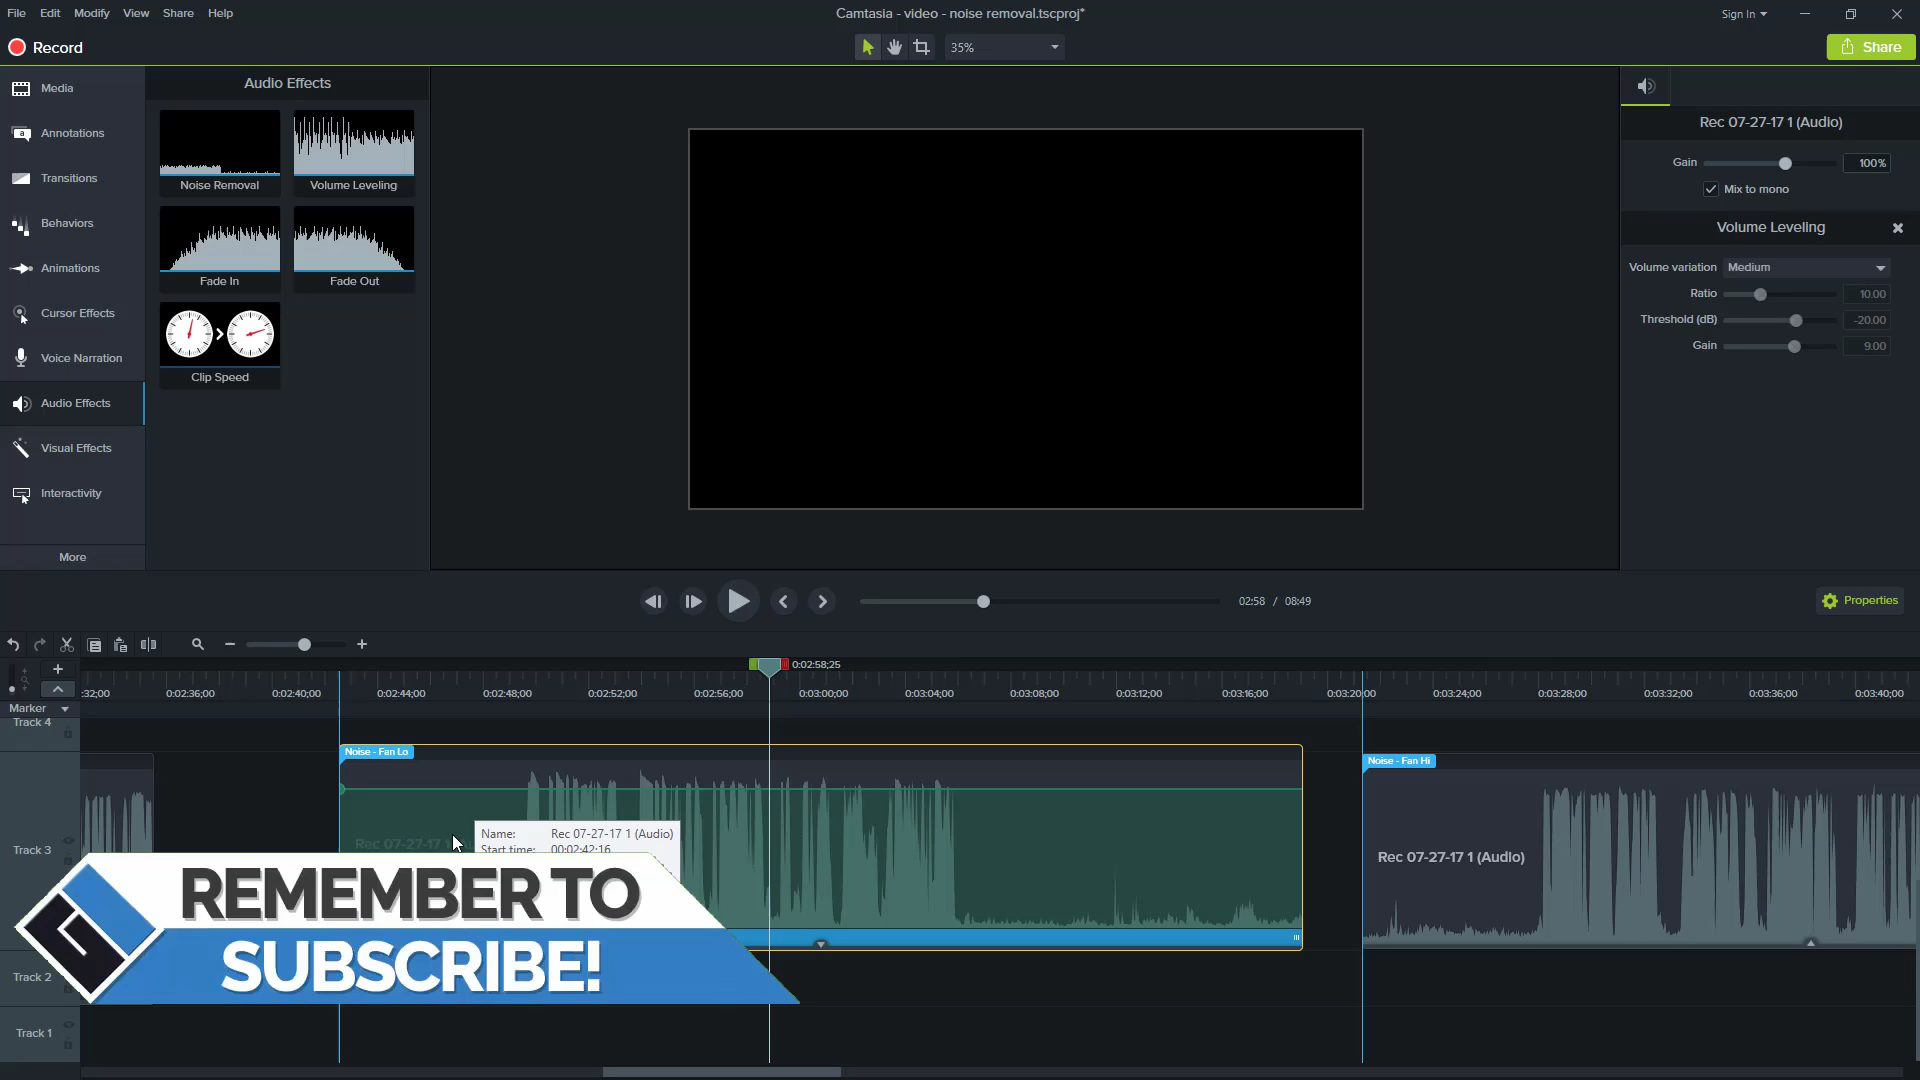 File Edit Modify View Share Help
Camtasia - video - noise removal.tscproj*
Sign In
Record
35%
Share
Media
Annotations
Transitions
Behaviors
Animations
Cursor Effects
Voice Narration
Audio Effects
Visual Effects
Interactivity
More
Audio Effects
Noise Removal
Volume Leveling
Fade In
Fade Out
Clip Speed
Rec 07-27-17 1 (Audio)
Gain 100%
Mix to mono
Volume Leveling
Volume variation Medium
Ratio 10.00
Threshold (dB) -20.00
Gain 9.00
02:58 / 08:49
Properties
0:02:58;25
:32;00 0:02:36;00 0:02:40;00 0:02:44;00 0:02:48;00 0:02:52;00 0:02:56;00 0:03:00;00 0:03:04;00 0:03:08;00 0:03:12;00 0:03:16;00 0:03:20;00 0:03:24;00 0:03:28;00 0:03:32;00 0:03:36;00 0:03:40;00
Marker
Track 4
Noise - Fan Lo
Noise - Fan Hi
Track 3
Rec 07-27-17 1
Name: Rec 07-27-17 1 (Audio)
Start time: 00:02:42;16
Rec 07-27-17 1 (Audio)
REMEMBER TO
SUBSCRIBE!
Track 2
Track 1